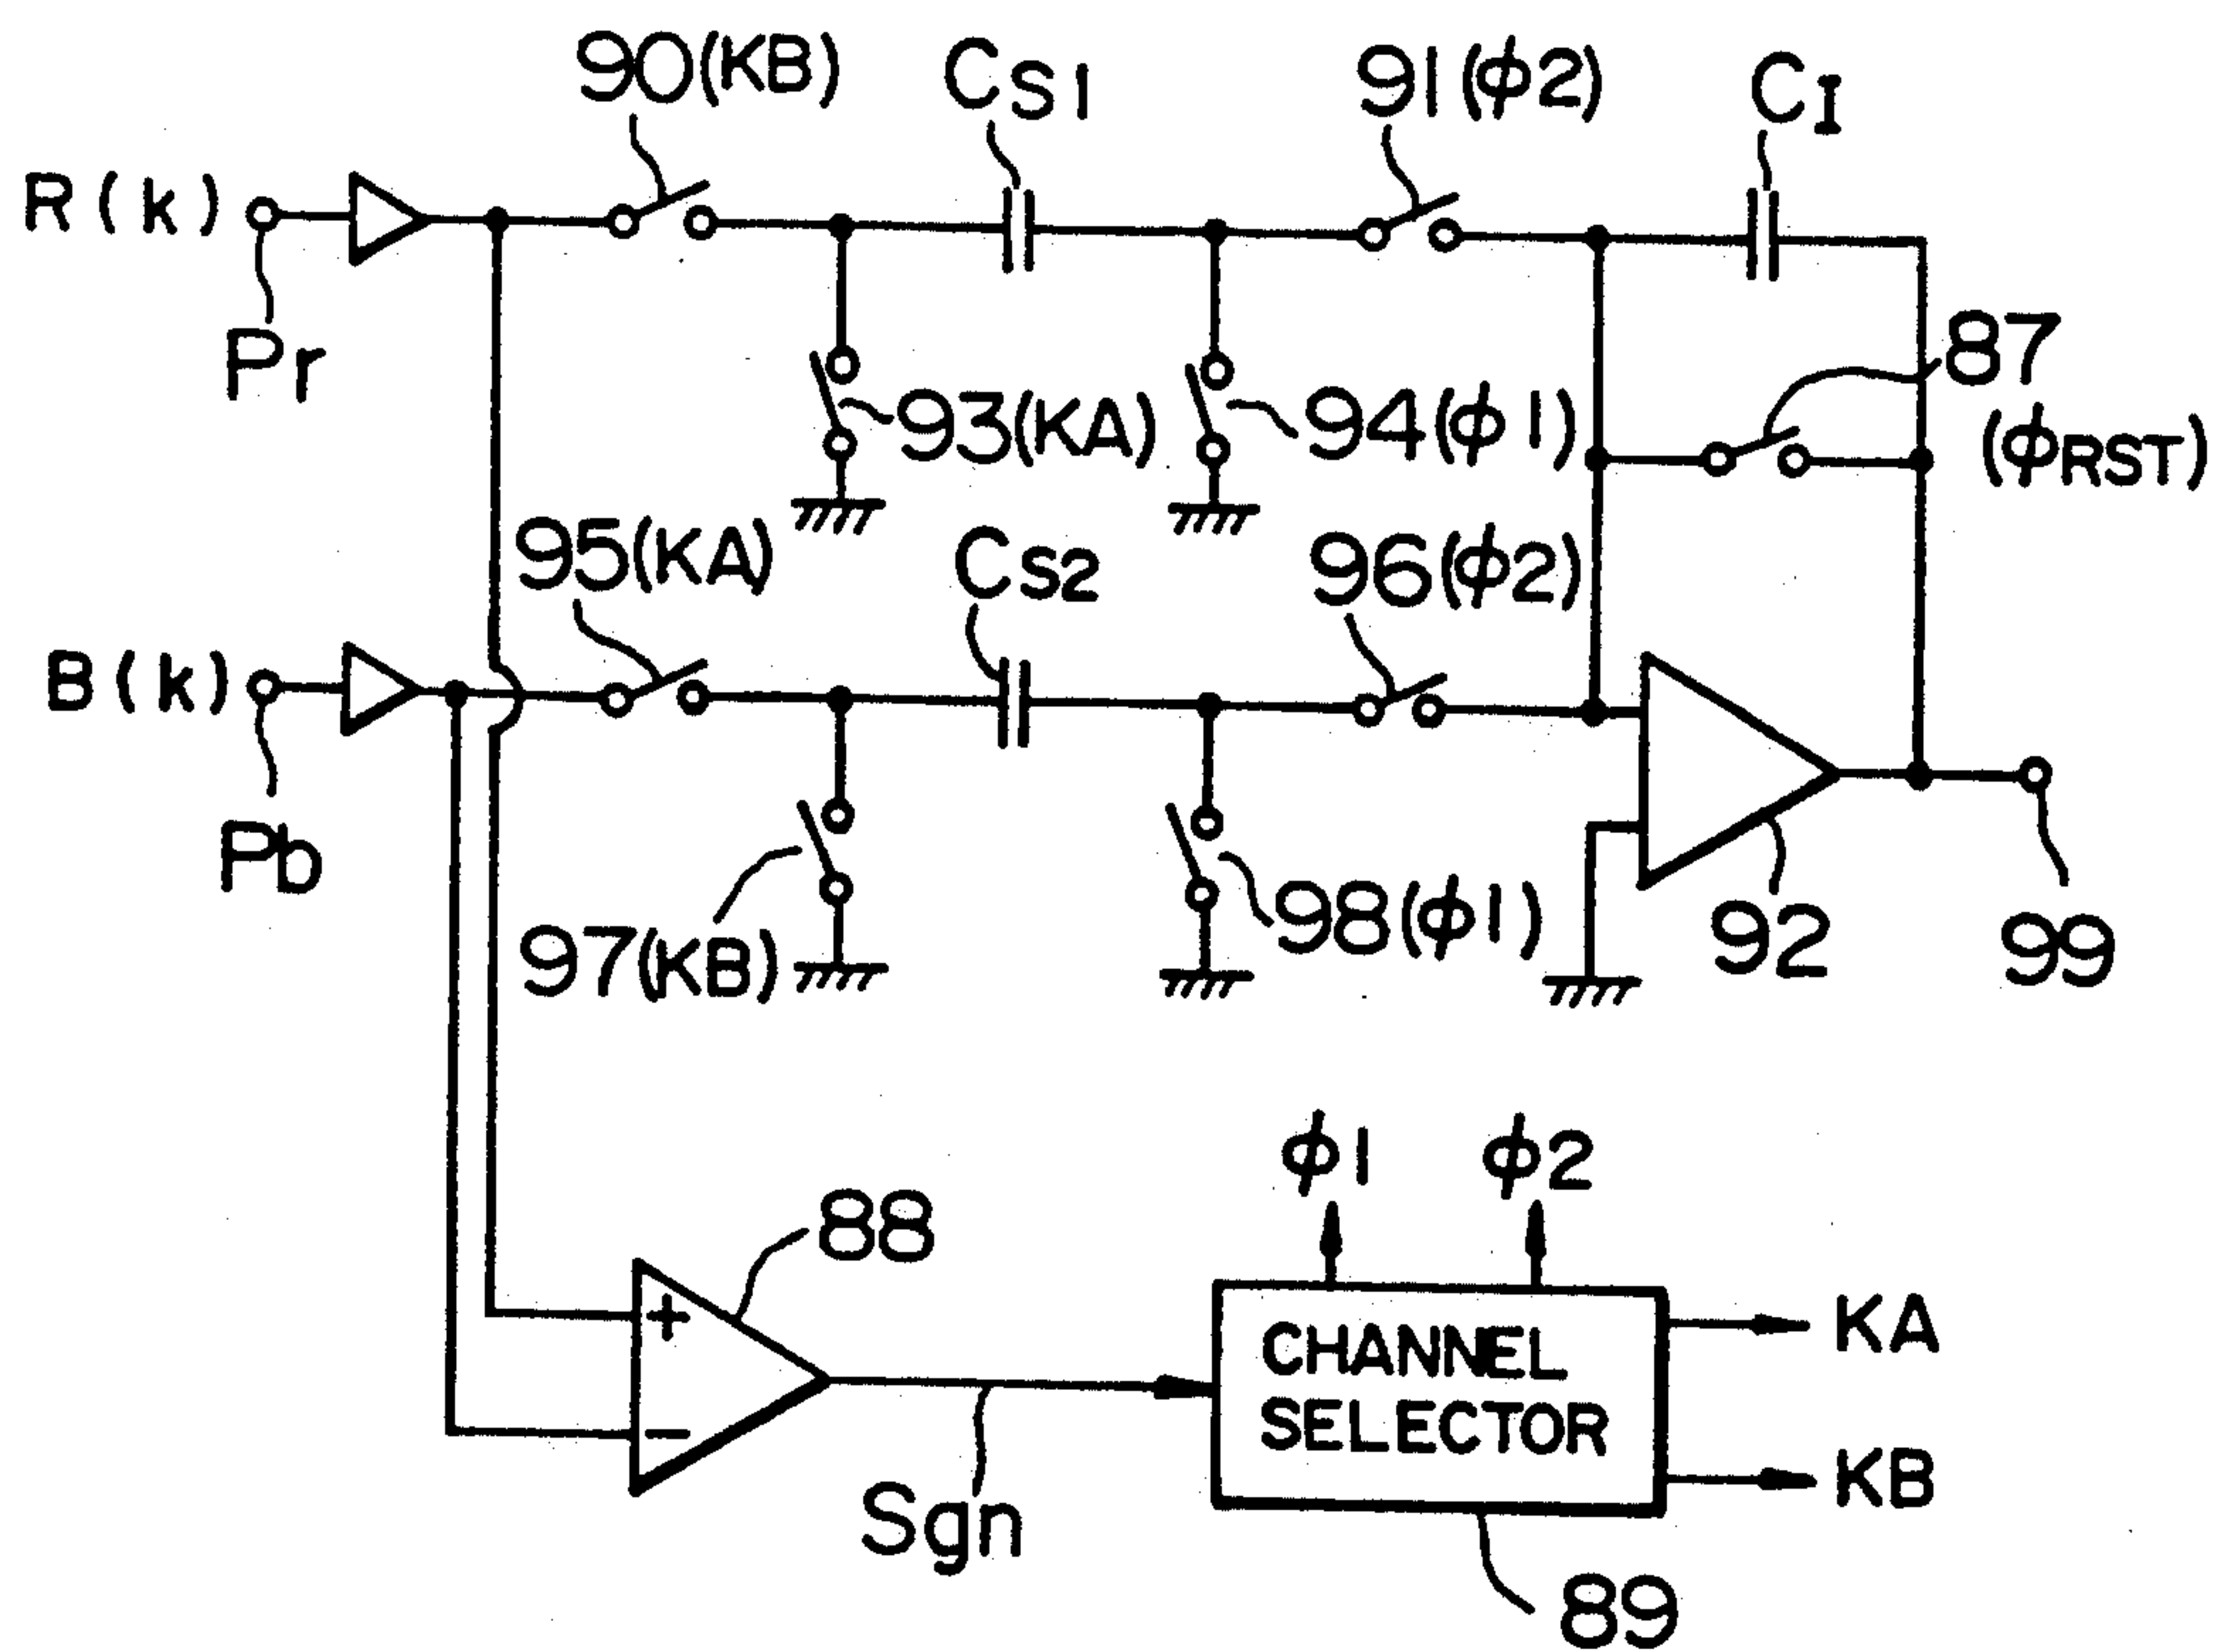 90(KB)
CS1
91(ϕ2)
CI
R(k)
Pr
87
(ϕRST)
93(KA)
94(ϕ1)
95(KA)
CS2
96(ϕ2)
B(k)
Pb
97(KB)
98(ϕ1)
92
99
ϕ1
ϕ2
88
+
−
CHANNEL
SELECTOR
KA
KB
Sgn
89